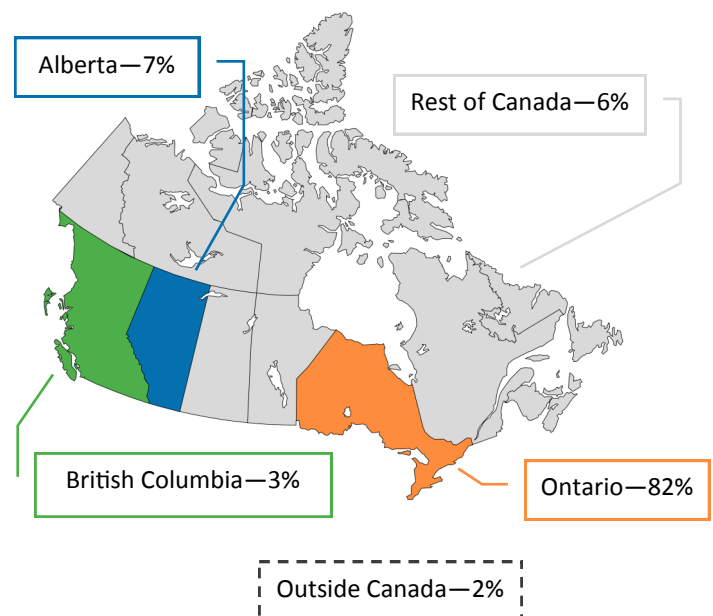 Alberta—7%
Rest of Canada—6%
British Columbia—3%
Ontario—82%
Outside Canada—2%